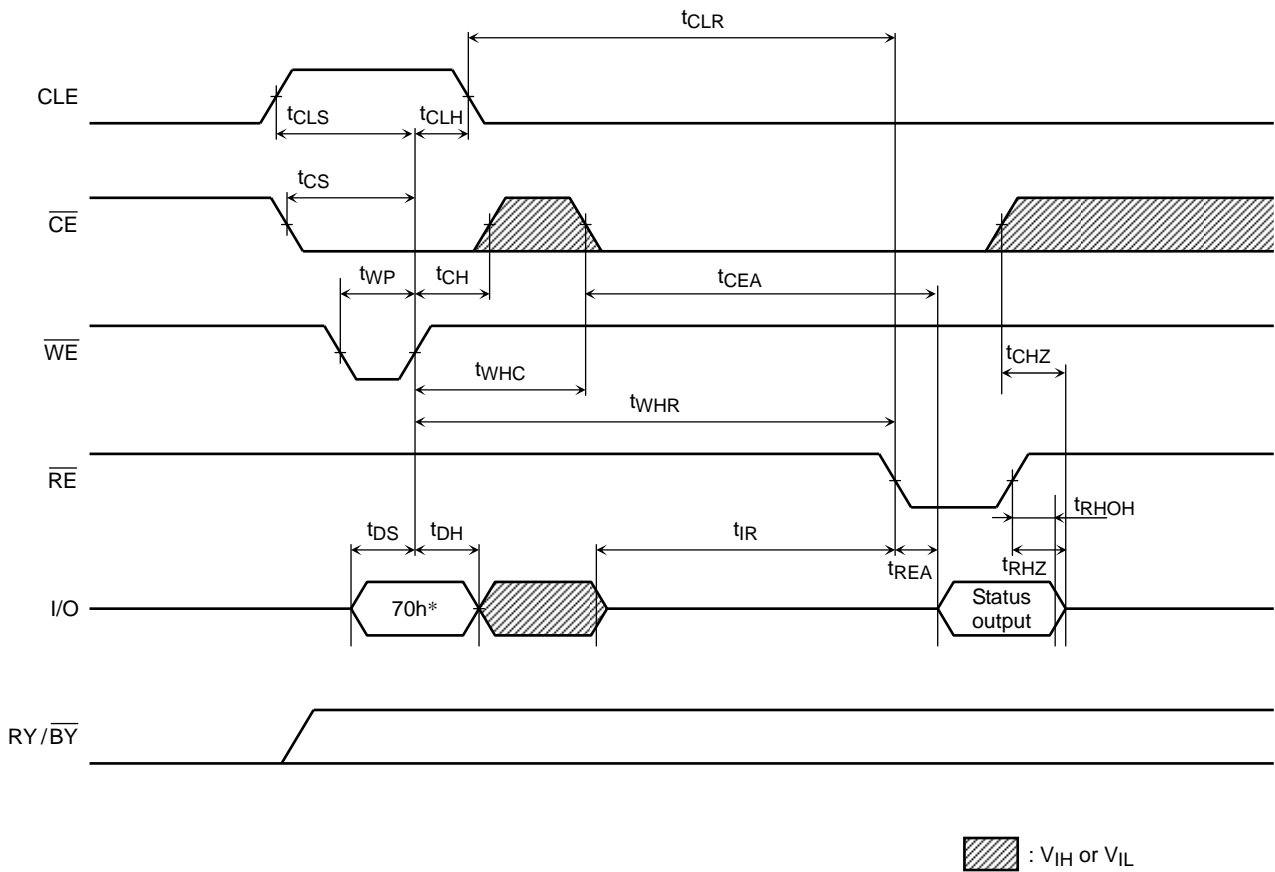 tCLR
CLE
tCLS
tCLH
tCS
CE
tWP
tCH
tCEA
WE
tCHZ
tWHC
tWHR
RE
tRHOH
tDS
tDH
tIR
tREA
tRHZ
I/O
70h*
Status
output
RY/BY
: VIH or VIL